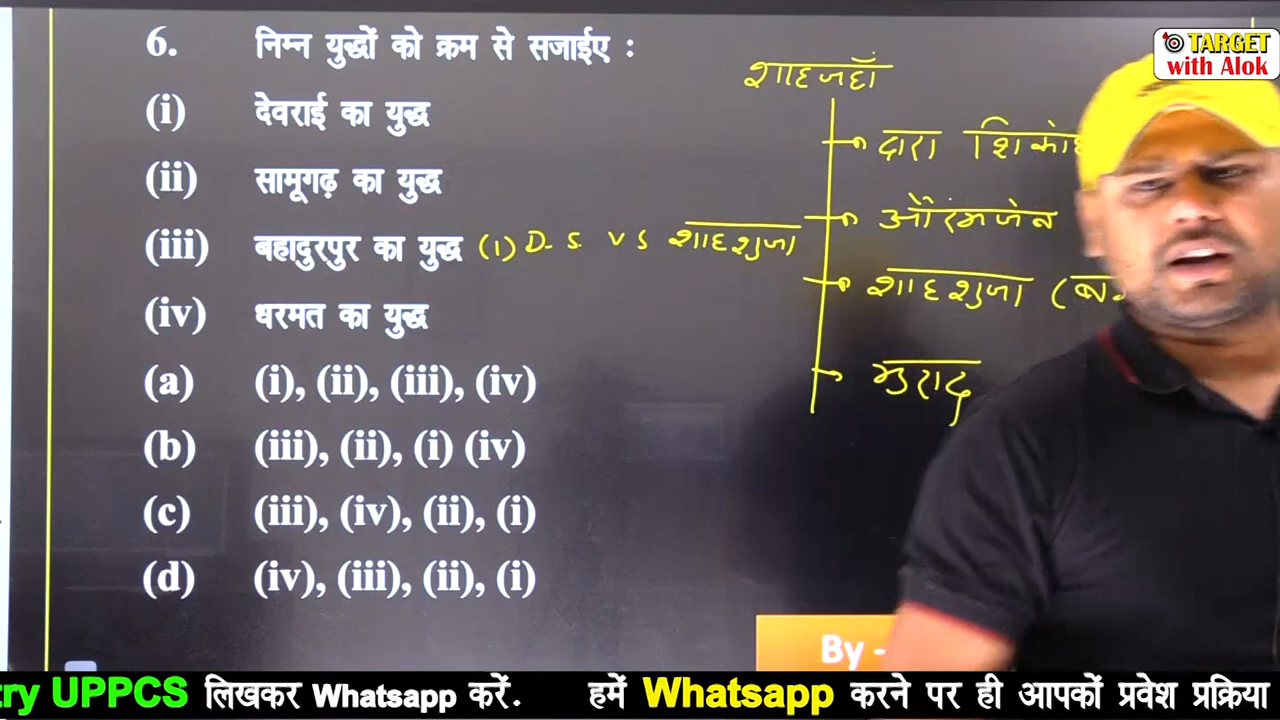 6. निम्न युद्धों को क्रम से सजाईए :
(i) देवराई का युद्ध
(ii) सामूगढ़ का युद्ध
(iii) बहादुरपुर का युद्ध (1) D.S. VS शाहशुजा
(iv) धरमत का युद्ध
(a) (i), (ii), (iii), (iv)
(b) (iii), (ii), (i) (iv)
(c) (iii), (iv), (ii), (i)
(d) (iv), (iii), (ii), (i)
शाहजहाँ
दारा शिकोह
औरंगजेब
शाहशुजा
मुराद
TARGET
with Alok
By -
UPPCS लिखकर Whatsapp करें. हमें Whatsapp करने पर ही आपकों प्रवेश प्रक्रिया